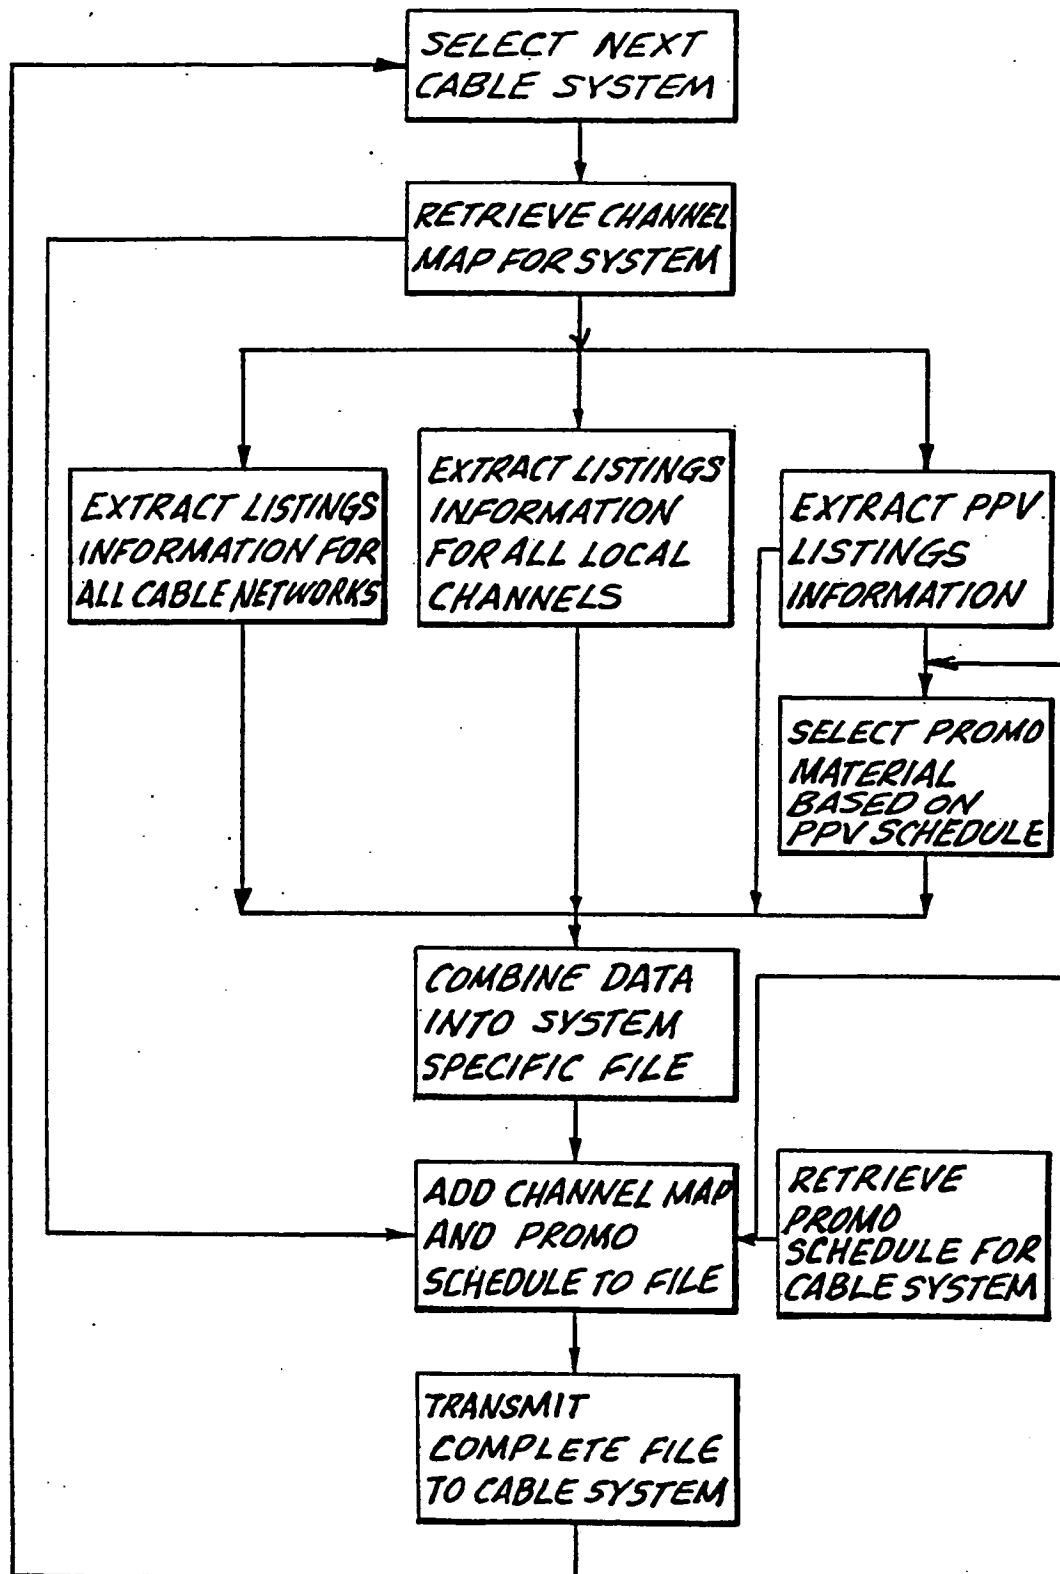 SELECT NEXT
CABLE SYSTEM
RETRIEVE CHANNEL
MAP FOR SYSTEM
EXTRACT LISTINGS
INFORMATION FOR
ALL CABLE NETWORKS
EXTRACT LISTINGS
INFORMATION
FOR ALL LOCAL
CHANNELS
EXTRACT PPV
LISTINGS
INFORMATION
SELECT PROMO
MATERIAL
BASED ON
PPV SCHEDULE
COMBINE DATA
INTO SYSTEM
SPECIFIC FILE
ADD CHANNEL MAP
AND PROMO
SCHEDULE TO FILE
RETRIEVE
PROMO
SCHEDULE FOR
CABLE SYSTEM
TRANSMIT
COMPLETE FILE
TO CABLE SYSTEM